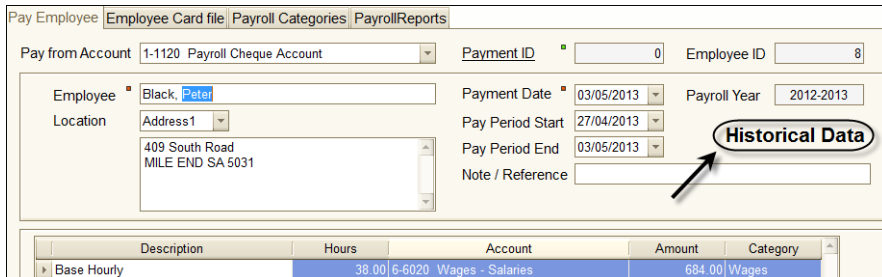 Pay Employee Employee Card file Payroll Categories PayrollReports
Pay from Account 1-1120 Payroll Cheque Account Payment ID 0 Employee ID 8
Employee Black, Peter Payment Date 03/05/2013 Payroll Year 2012-2013
Location Address1 Pay Period Start 27/04/2013
409 South Road
MILE END SA 5031
Pay Period End 03/05/2013
Historical Data
Note / Reference
Description Hours Account Amount Category
Base Hourly 38.00 6-6020 Wages - Salaries 684.00 Wages